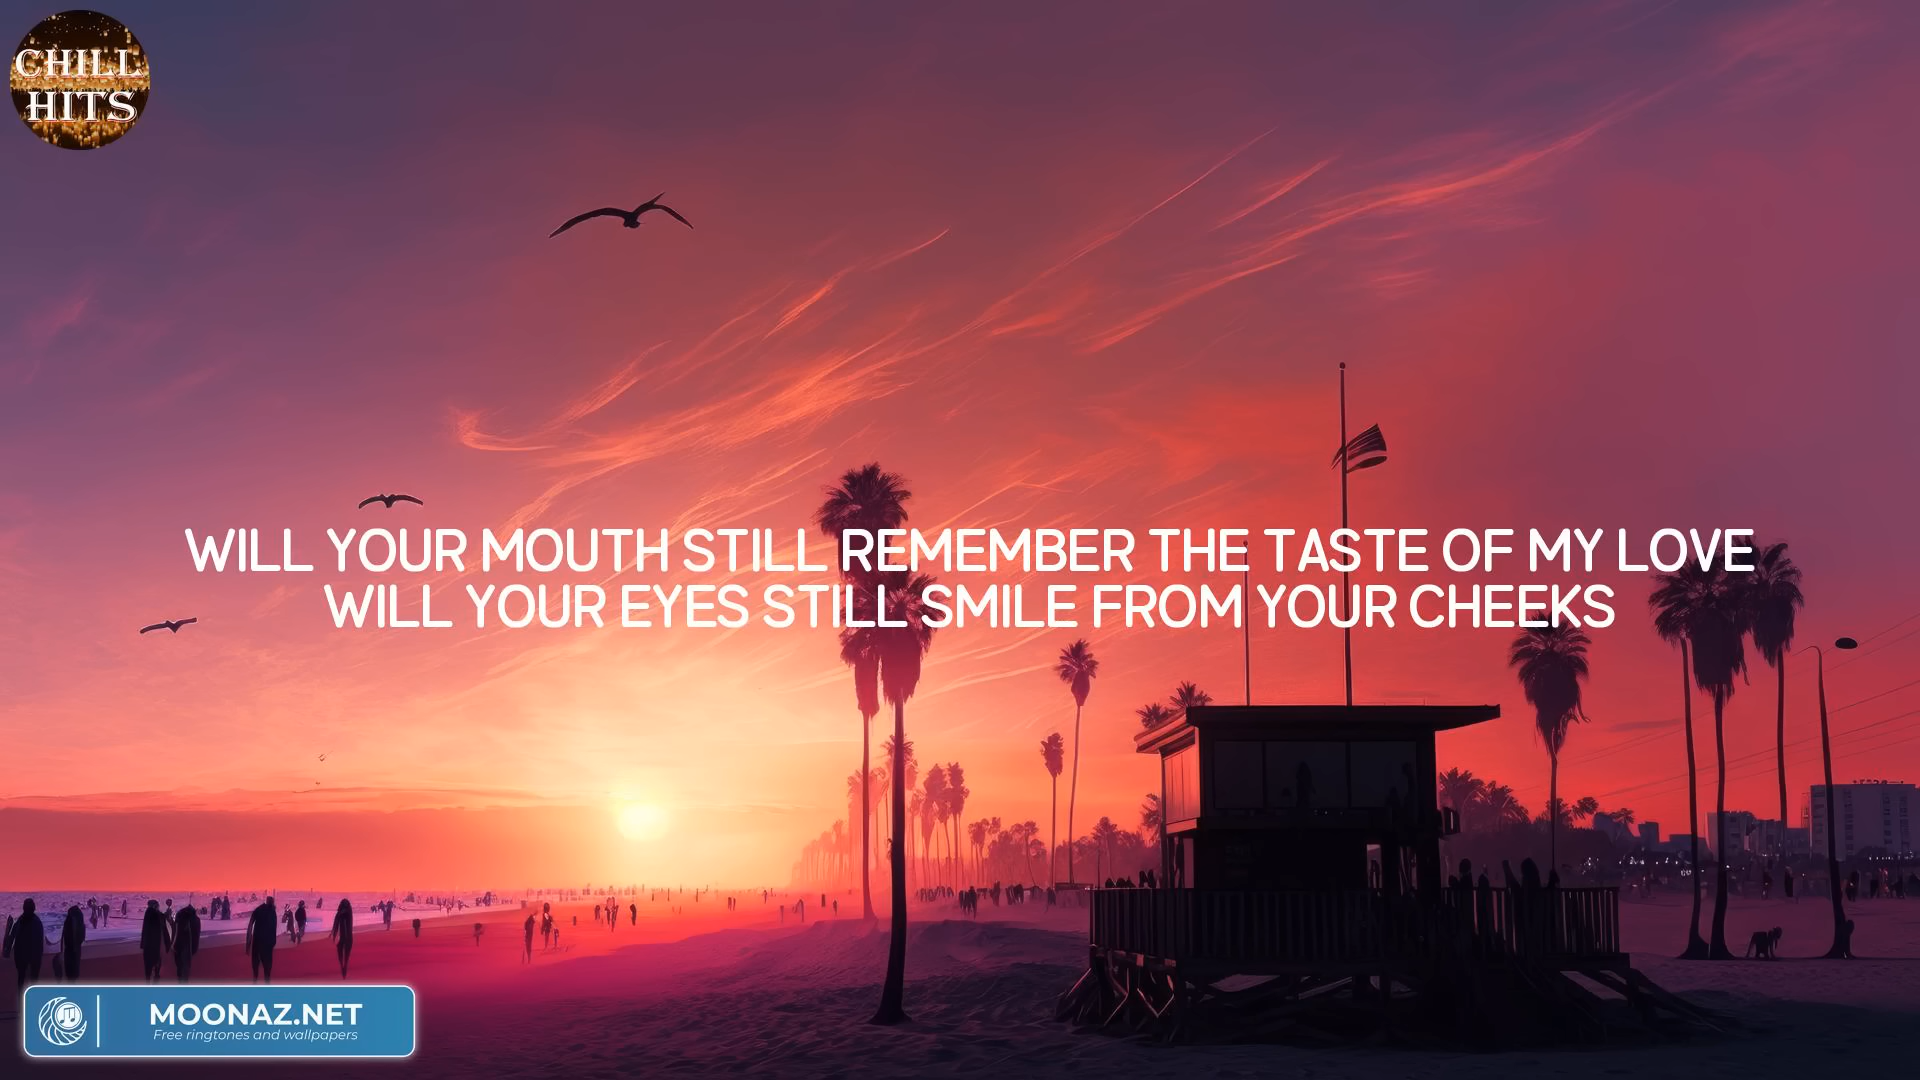 CHILL
HITS
WILL YOUR MOUTH STILL REMEMBER THE TASTE OF MY LOVE
WILL YOUR EYES STILL SMILE FROM YOUR CHEEKS
MOONAZ.NET
Free ringtones and wallpapers